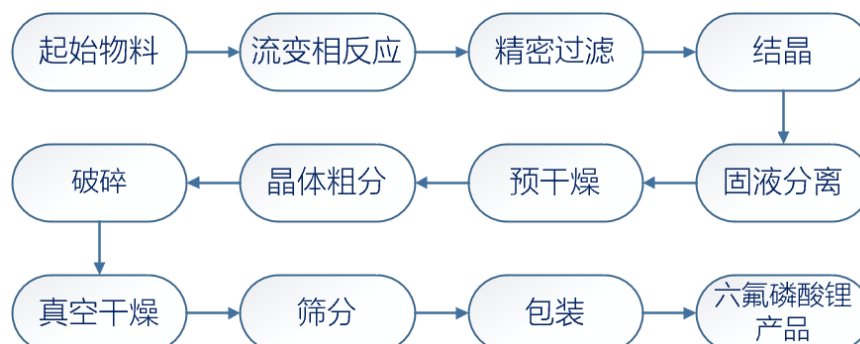 起始物料
流变相反应
精密过滤
结晶
固液分离
预干燥
晶体粗分
破碎
真空干燥
筛分
包装
六氟磷酸锂
产品